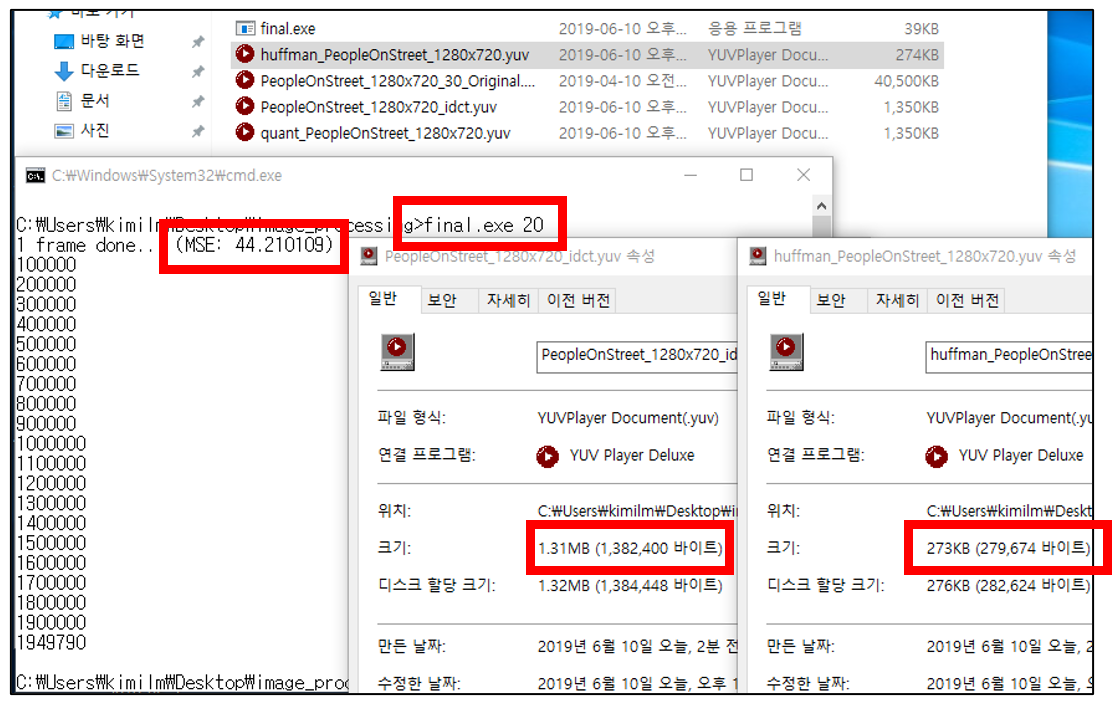 바로 가기
바탕 화면
다운로드
문서
사진
final.exe 2019-06-10 오후... 응용 프로그램 39KB
huffman_PeopleOnStreet_1280x720.yuv 2019-06-10 오후... YUVPlayer Docu... 274KB
PeopleOnStreet_1280x720_30_Original.... 2019-04-10 오전... YUVPlayer Docu... 40,500KB
PeopleOnStreet_1280x720_idct.yuv 2019-06-10 오후... YUVPlayer Docu... 1,350KB
quant_PeopleOnStreet_1280x720.yuv 2019-06-10 오후... YUVPlayer Docu... 1,350KB
C:₩Windows₩System32₩cmd.exe
C:₩Users₩kimilm₩Desktop₩image_processing>final.exe 20
1 frame done.. (MSE: 44.210109)
100000
200000
300000
400000
500000
600000
700000
800000
900000
1000000
1100000
1200000
1300000
1400000
1500000
1600000
1700000
1800000
1900000
1949790
C:₩Users₩kimilm₩Desktop₩image_proc
PeopleOnStreet_1280x720_idct.yuv 속성
일반 보안 자세히 이전 버전
PeopleOnStreet_1280x720_id
파일 형식: YUVPlayer Document(.yuv)
연결 프로그램: YUV Player Deluxe
위치: C:₩Users₩kimilm₩Desktop₩i
크기: 1.31MB (1,382,400 바이트)
디스크 할당 크기: 1.32MB (1,384,448 바이트)
만든 날짜: 2019년 6월 10일 오늘, 2분 전
수정한 날짜: 2019년 6월 10일 오늘, 오후 1
huffman_PeopleOnStreet_1280x720.yuv 속성
일반 보안 자세히 이전 버전
huffman_PeopleOnStree
파일 형식: YUVPlayer Document(.yu
연결 프로그램: YUV Player Deluxe
위치: C:₩Users₩kimilm₩Deskt
크기: 273KB (279,674 바이트)
디스크 할당 크기: 276KB (282,624 바이트)
만든 날짜: 2019년 6월 10일 오늘, 2
수정한 날짜: 2019년 6월 10일 오늘,